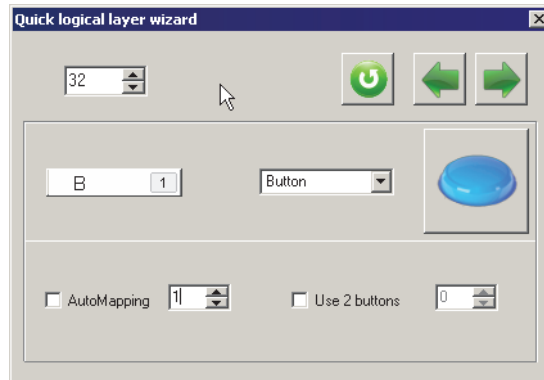 Quick logical layer wizard
32
B 1 Button
AutoMapping 1 Use 2 buttons 0